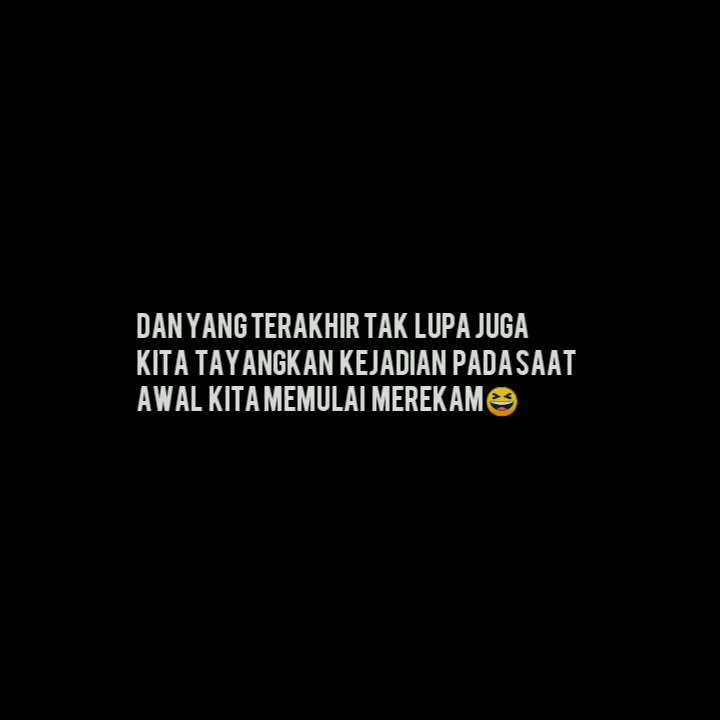 DAN YANG TERAKHIR TAK LUPA JUGA
KITA TAYANGKAN KEJADIAN PADA SAAT
AWAL KITA MEMULAI MEREKAM😆